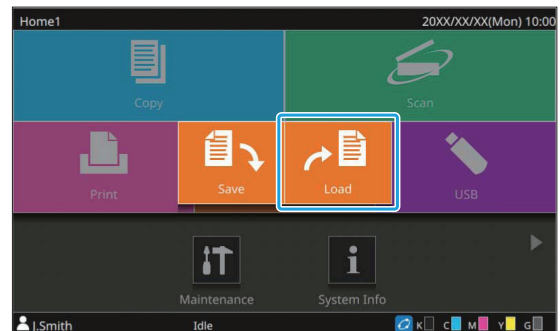 Home1 20XX/XX/XX(Mon) 10:00
Copy Scan
Print Save Load USB
Maintenance System Info
J.Smith Idle K C M Y G